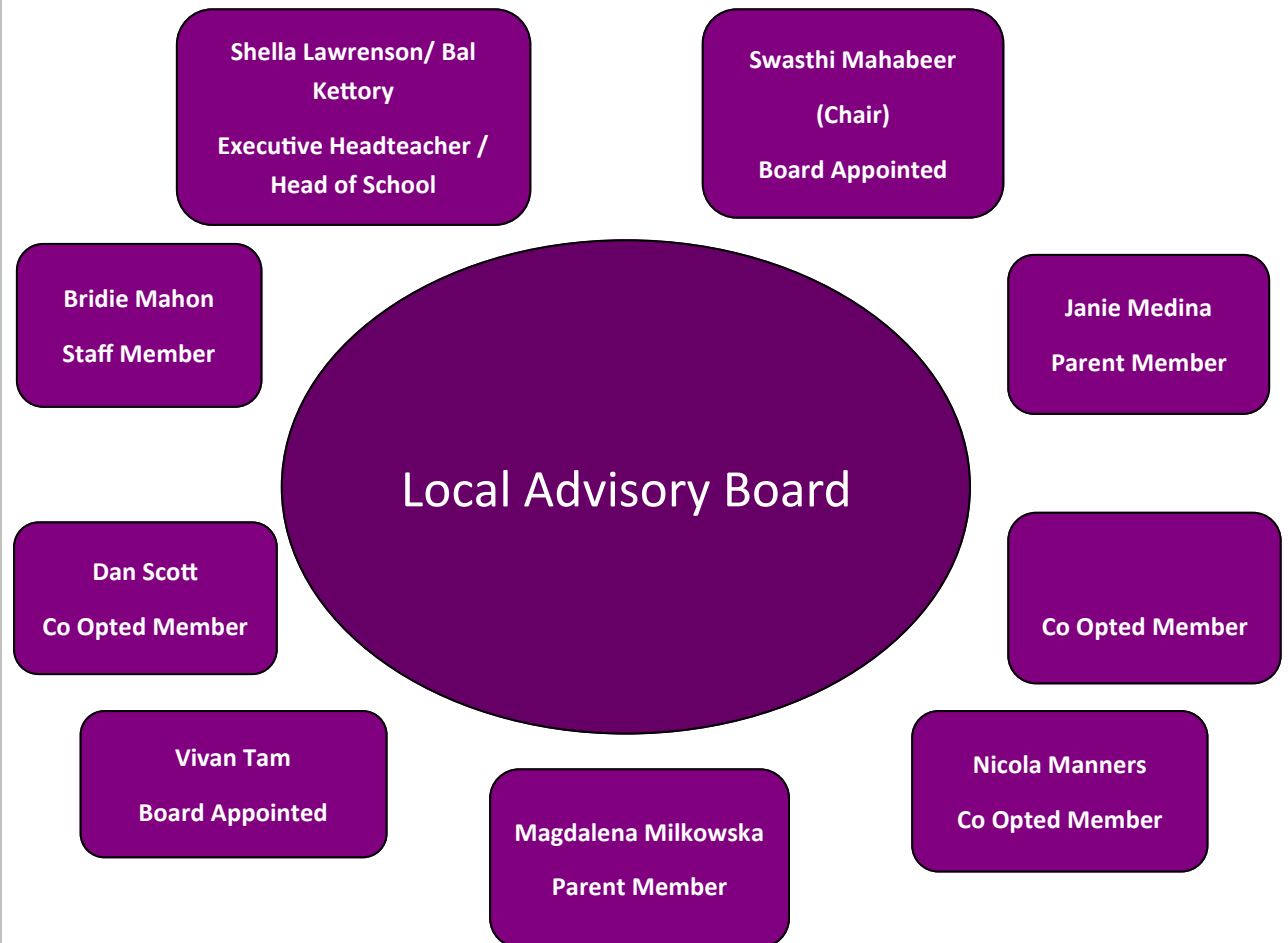 Shella Lawrenson/ Bal
Kettory
Executive Headteacher /
Head of School
Swasthi Mahabeer
(Chair)
Board Appointed
Bridie Mahon
Staff Member
Janie Medina
Parent Member
Local Advisory Board
Dan Scott
Co Opted Member
Co Opted Member
Vivan Tam
Board Appointed
Nicola Manners
Co Opted Member
Magdalena Milkowska
Parent Member